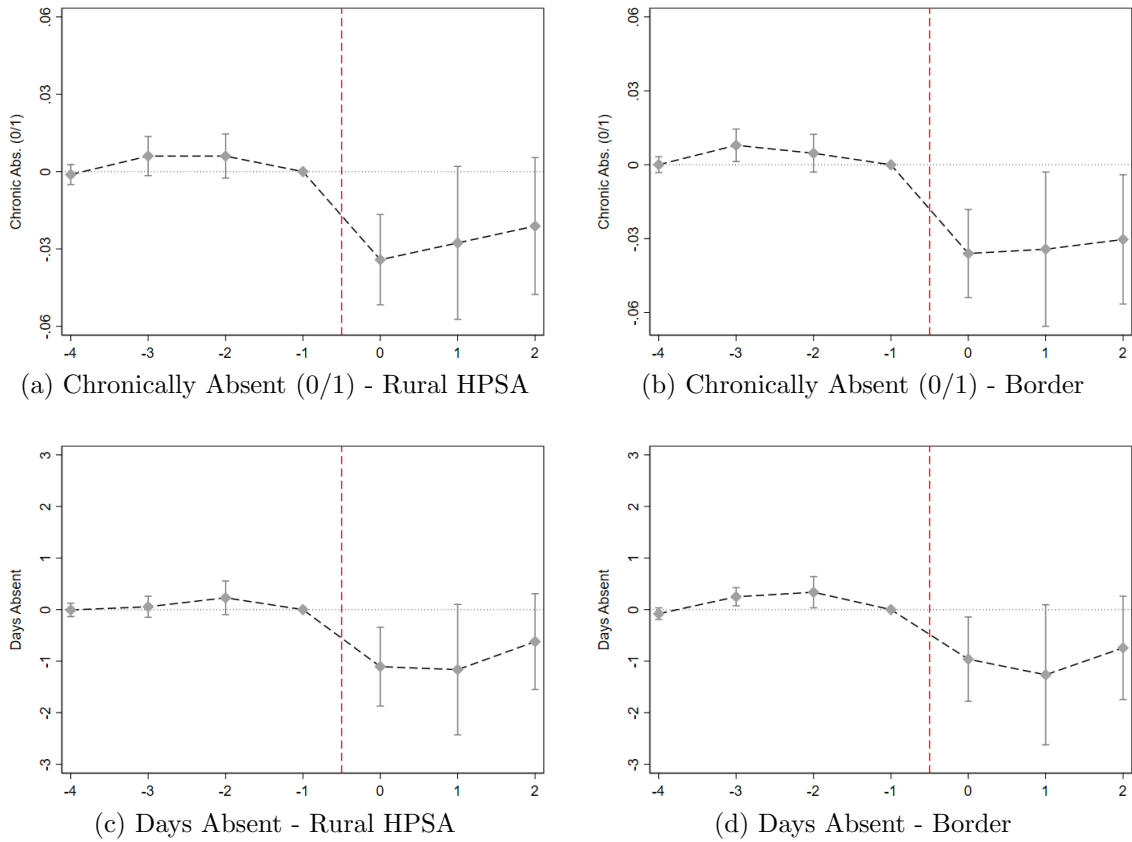 .06
.03
0
-.03
-.06
Chronic Abs. (0/1)
-4 -3 -2 -1 0 1 2
(a) Chronically Absent (0/1) - Rural HPSA
.06
.03
0
-.03
-.06
Chronic Abs. (0/1)
-4 -3 -2 -1 0 1 2
(b) Chronically Absent (0/1) - Border
3
2
1
0
-1
-2
-3
Days Absent
-4 -3 -2 -1 0 1 2
(c) Days Absent - Rural HPSA
3
2
1
0
-1
-2
-3
Days Absent
-4 -3 -2 -1 0 1 2
(d) Days Absent - Border